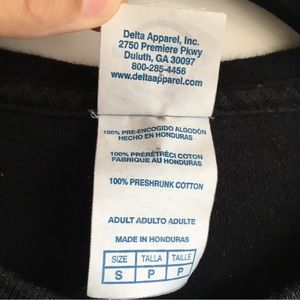 Delta Apparel, Inc.
2750 Premiere Pkwy
Duluth, GA 30097
800-285-4456
www.deltaapparel.com
100% PRE-ENCOGIDO ALGODÓN
HECHO EN HONDURAS
100% PRÉRÉTRÉCI COTON
FABRIQUE AU HONDURAS
100% PRESHRUNK COTTON
ADULT ADULTO ADULTE
MADE IN HONDURAS
SIZE TALLA TAILLE
S P P